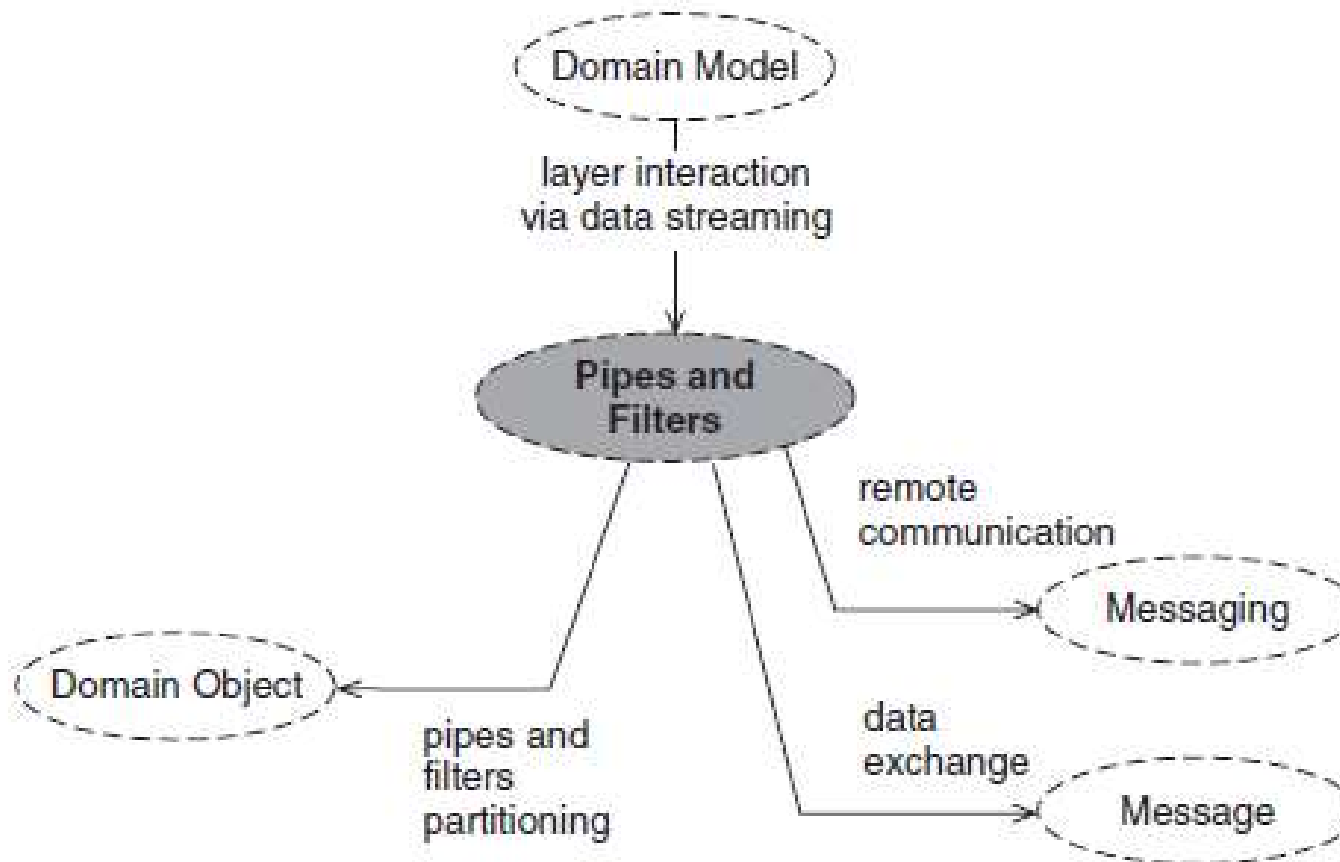 Domain Model
layer interaction
via data streaming
Pipes and
Filters
remote
communication
Messaging
Domain Object
pipes and
filters
partitioning
data
exchange
Message